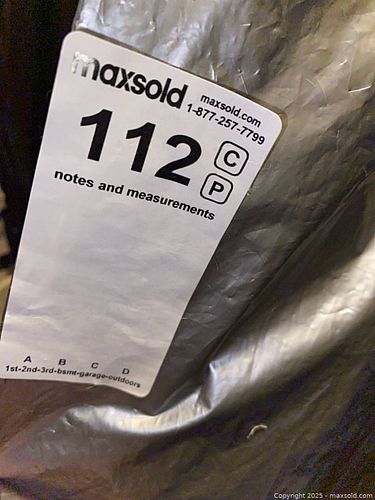 maxsold
maxsold.com
1-877-257-7799
112
C
P
notes and measurements
A B C D
1st-2nd-3rd-bsmt-garage-outdoors
Copyright 2025 - maxsold.com